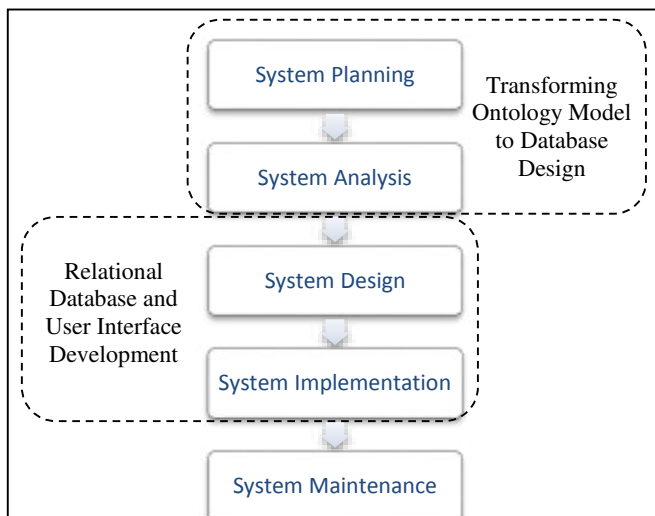 System Planning
Transforming
Ontology Model
to Database
Design
System Analysis
Relational
Database and
User Interface
Development
System Design
System Implementation
System Maintenance